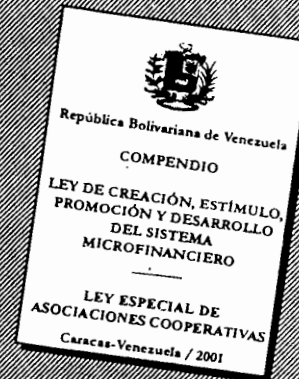 República Bolivariana de Venezuela
COMPENDIO
LEY DE CREACIÓN, ESTÍMULO,
PROMOCIÓN Y DESARROLLO
DEL SISTEMA
MICROFINANCIERO
LEY ESPECIAL DE
ASOCIACIONES COOPERATIVAS
Caracas-Venezuela / 2001